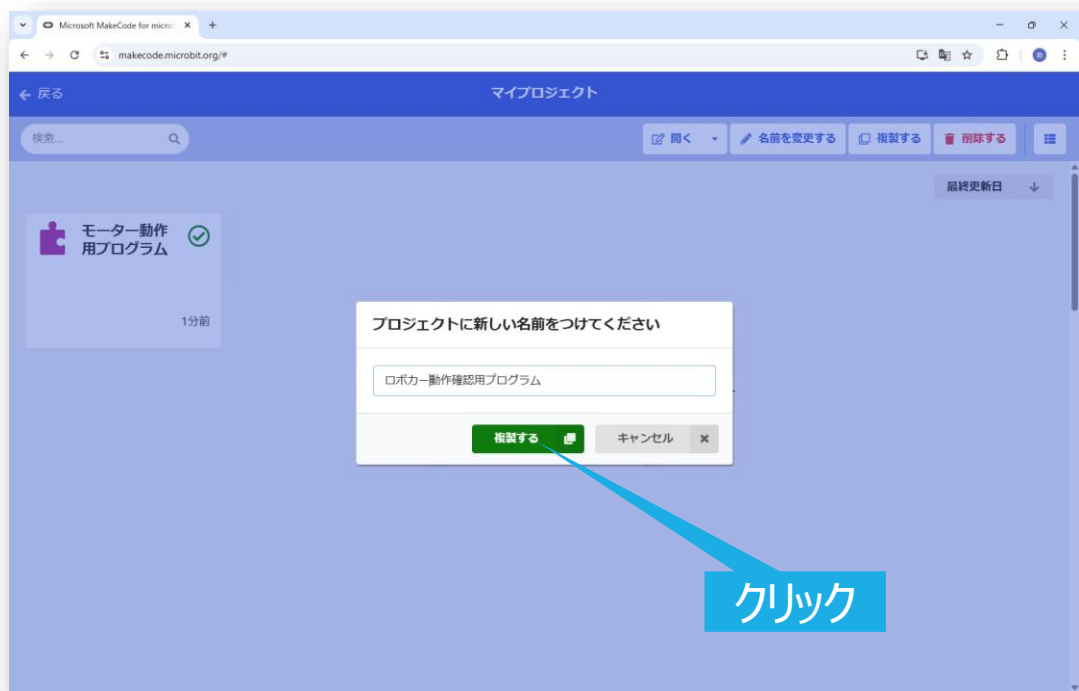 Microsoft MakeCode for micro
makecode.microbit.org/#
戻る
マイプロジェクト
検索...
開く
名前を変更する
複製する
削除する
最終更新日
モーター動作
用プログラム
1分前
プロジェクトに新しい名前をつけてください
ロボカー動作確認用プログラム
複製する
キャンセル
クリック